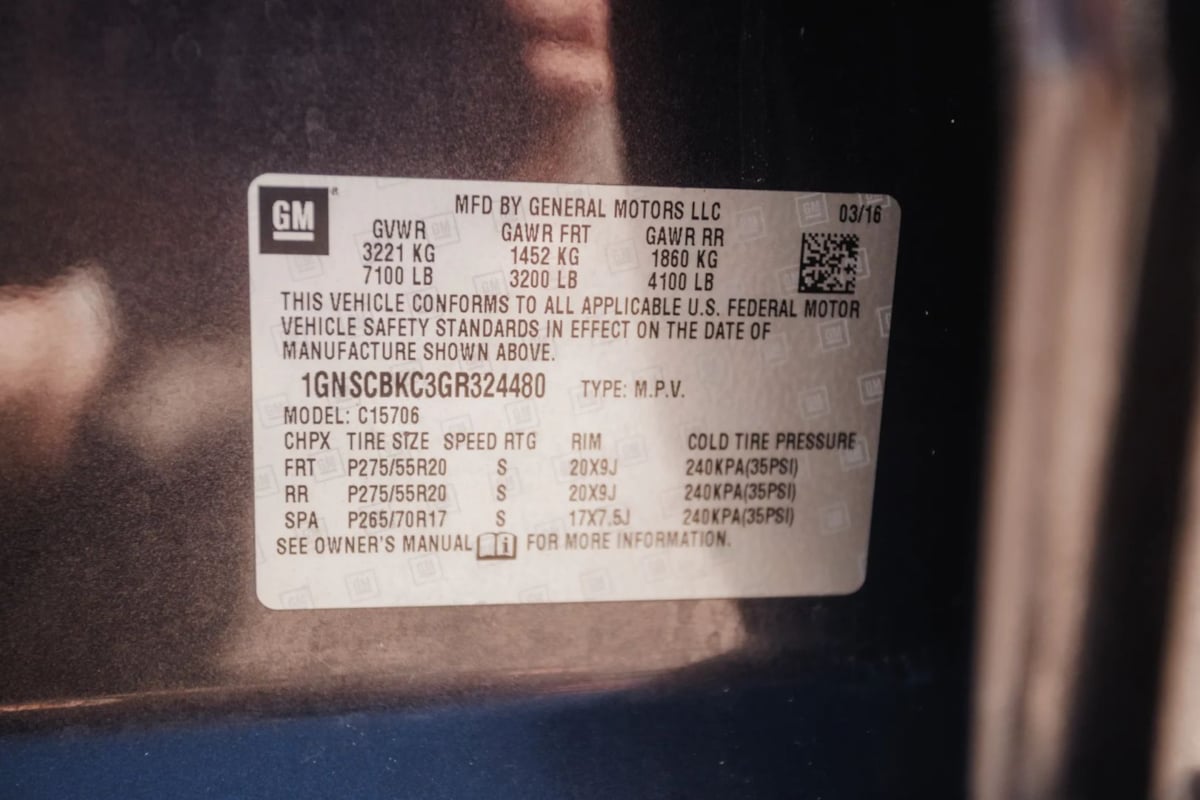 GM
MFD BY GENERAL MOTORS LLC 03/16
GVWR GAWR FRT GAWR RR
3221 KG 1452 KG 1860 KG
7100 LB 3200 LB 4100 LB
THIS VEHICLE CONFORMS TO ALL APPLICABLE U.S. FEDERAL MOTOR
VEHICLE SAFETY STANDARDS IN EFFECT ON THE DATE OF
MANUFACTURE SHOWN ABOVE.
1GNSCBKC3GR324480 TYPE: M.P.V.
MODEL: C15706
CHPX TIRE SIZE SPEED RTG RIM COLD TIRE PRESSURE
FRT P275/55R20 S 20X9J 240KPA(35PSI)
RR P275/55R20 S 20X9J 240KPA(35PSI)
SPA P265/70R17 S 17X7.5J 240KPA(35PSI)
SEE OWNER'S MANUAL i FOR MORE INFORMATION.